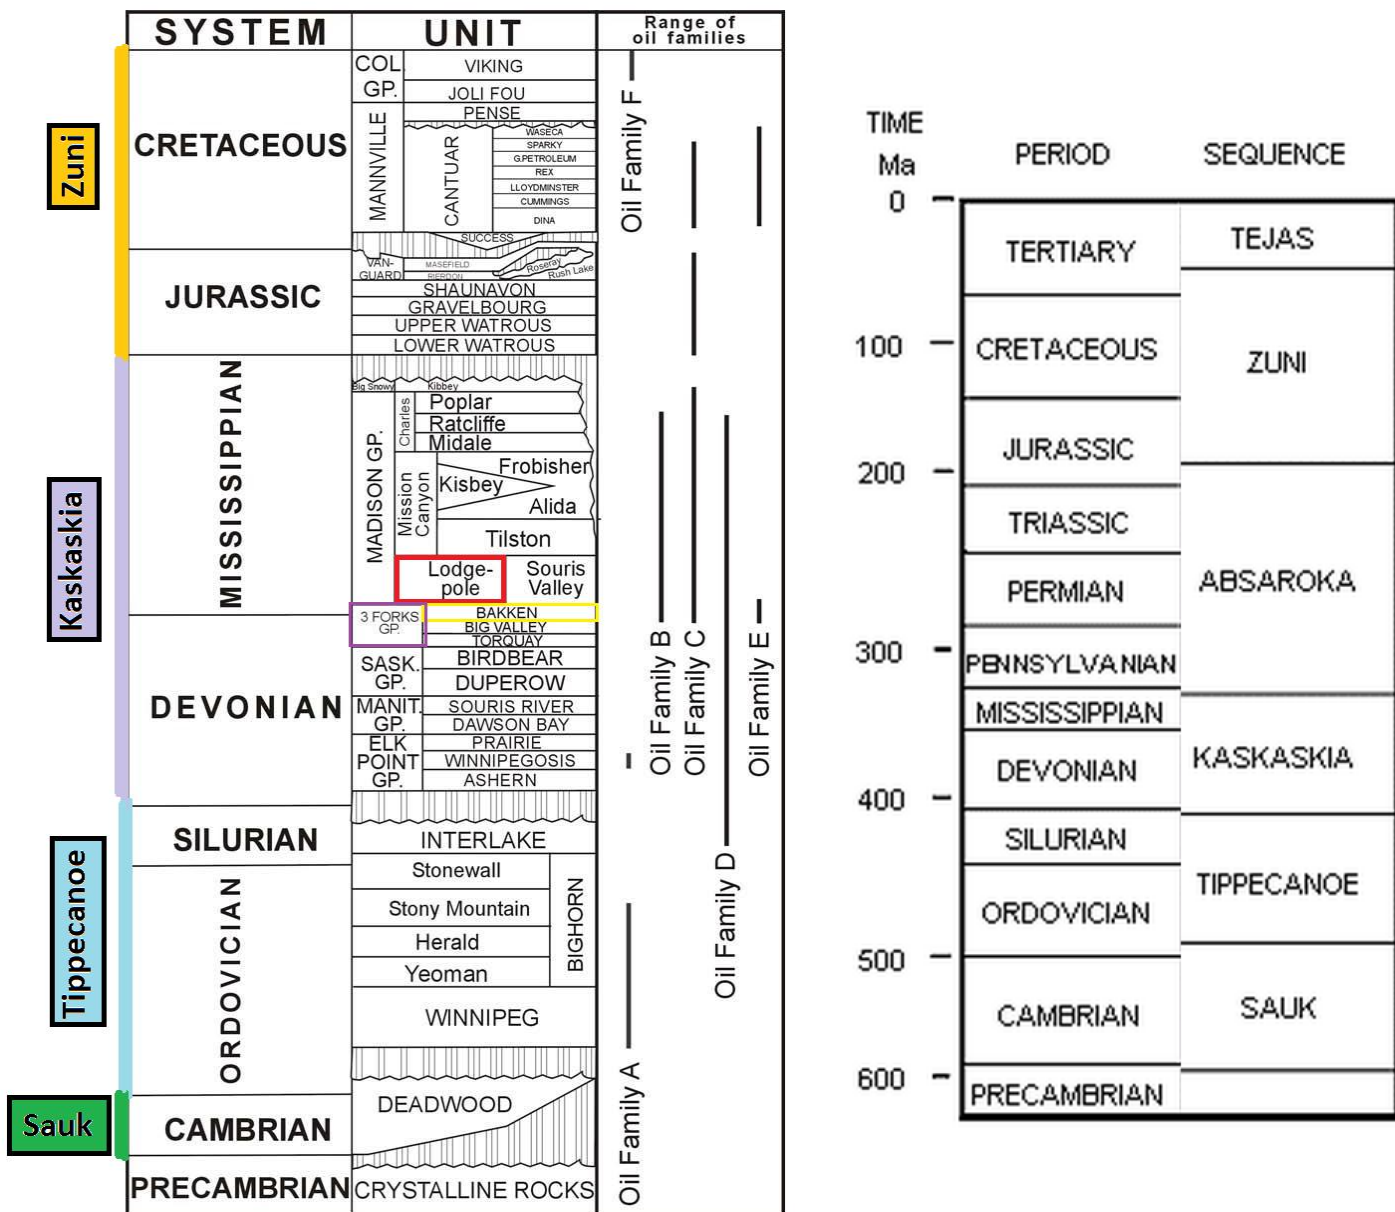 SYSTEM
UNIT
Range of
oil families
Zuni
Kaskaskia
Tippecanoe
Sauk
CRETACEOUS
COL.
GP.
VIKING
JOLI FOU
MANNVILLE
PENSE
CANTUAR
WASECA
SPARKY
G.PETROLEUM
REX
LLOYDMINSTER
CUMMINGS
DINA
SUCCESS
JURASSIC
VAN-
GUARD
MASEFIELD
RIERDON
Roseray
Rush Lake
SHAUNAVON
GRAVELBOURG
UPPER WATROUS
LOWER WATROUS
MISSISSIPPIAN
Big Snowy
Kibbey
MADISON GP.
Charles
Poplar
Ratcliffe
Midale
Mission
Canyon
Frobisher
Kisbey
Alida
Tilston
Lodge-
pole
Souris
Valley
DEVONIAN
3 FORKS
GP.
BAKKEN
BIG VALLEY
TORQUAY
SASK.
GP.
BIRDBEAR
DUPEROW
MANIT.
GP.
SOURIS RIVER
DAWSON BAY
ELK
POINT
GP.
PRAIRIE
WINNIPEGOSIS
ASHERN
SILURIAN
INTERLAKE
ORDOVICIAN
Stonewall
Stony Mountain
Herald
Yeoman
BIGHORN
WINNIPEG
CAMBRIAN
DEADWOOD
PRECAMBRIAN
CRYSTALLINE ROCKS
Oil Family F
Oil Family B
Oil Family C
Oil Family E
Oil Family D
Oil Family A
TIME
Ma
PERIOD
SEQUENCE
0
100
200
300
400
500
600
TERTIARY
CRETACEOUS
JURASSIC
TRIASSIC
PERMIAN
PENNSYLVANIAN
MISSISSIPPIAN
DEVONIAN
SILURIAN
ORDOVICIAN
CAMBRIAN
PRECAMBRIAN
TEJAS
ZUNI
ABSAROKA
KASKASKIA
TIPPECANOE
SAUK